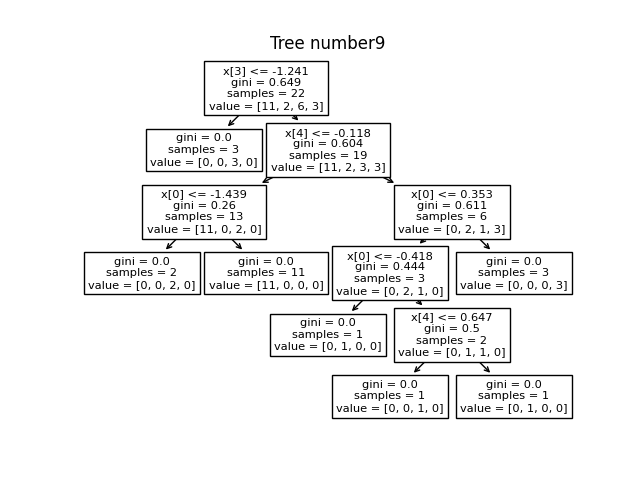 Tree number9
x[3] <= -1.241
gini = 0.649
samples = 22
value = [11, 2, 6, 3]
gini = 0.0
samples = 3
value = [0, 0, 3, 0]
x[4] <= -0.118
gini = 0.604
samples = 19
value = [11, 2, 3, 3]
x[0] <= -1.439
gini = 0.26
samples = 13
value = [11, 0, 2, 0]
x[0] <= 0.353
gini = 0.611
samples = 6
value = [0, 2, 1, 3]
gini = 0.0
samples = 2
value = [0, 0, 2, 0]
gini = 0.0
samples = 11
value = [11, 0, 0, 0]
x[0] <= -0.418
gini = 0.444
samples = 3
value = [0, 2, 1, 0]
gini = 0.0
samples = 3
value = [0, 0, 0, 3]
gini = 0.0
samples = 1
value = [0, 1, 0, 0]
x[4] <= 0.647
gini = 0.5
samples = 2
value = [0, 1, 1, 0]
gini = 0.0
samples = 1
value = [0, 0, 1, 0]
gini = 0.0
samples = 1
value = [0, 1, 0, 0]